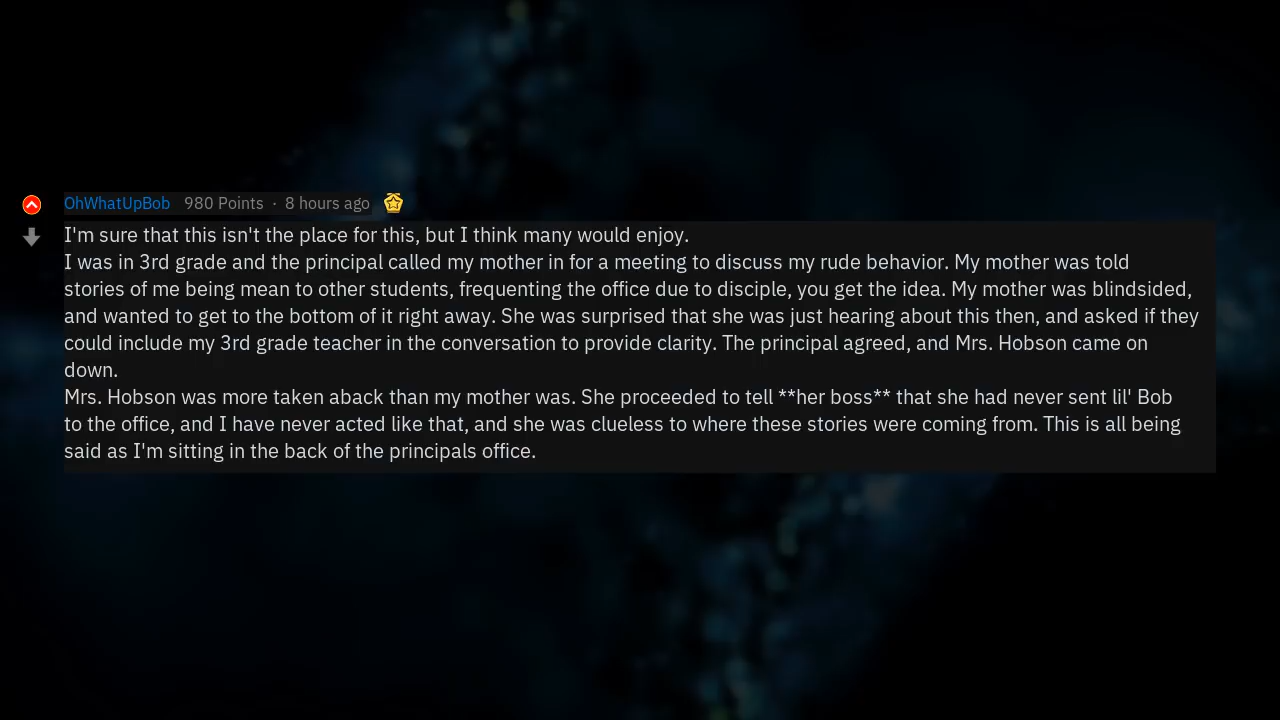 OhWhatUpBob 980 Points · 8 hours ago
I'm sure that this isn't the place for this, but I think many would enjoy.
I was in 3rd grade and the principal called my mother in for a meeting to discuss my rude behavior. My mother was told
stories of me being mean to other students, frequenting the office due to disciple, you get the idea. My mother was blindsided,
and wanted to get to the bottom of it right away. She was surprised that she was just hearing about this then, and asked if they
could include my 3rd grade teacher in the conversation to provide clarity. The principal agreed, and Mrs. Hobson came on
down.
Mrs. Hobson was more taken aback than my mother was. She proceeded to tell **her boss** that she had never sent lil' Bob
to the office, and I have never acted like that, and she was clueless to where these stories were coming from. This is all being
said as I'm sitting in the back of the principals office.